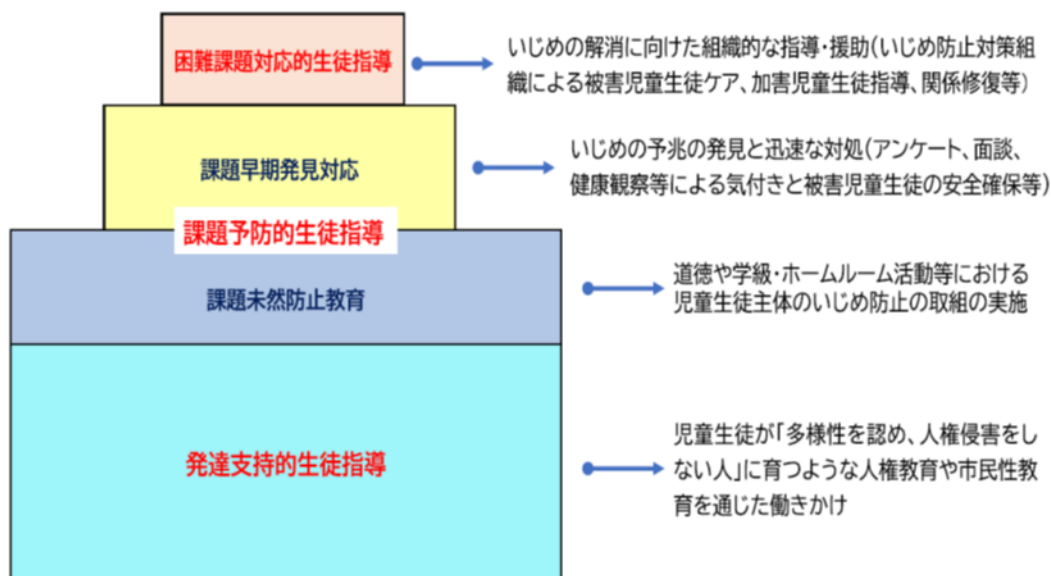 困難課題対応的生徒指導
いじめの解消に向けた組織的な指導・援助(いじめ防止対策組
織による被害児童生徒ケア、加害児童生徒指導、関係修復等)
課題早期発見対応
いじめの予兆の発見と迅速な対処(アンケート、面談、
健康観察等による気付きと被害児童生徒の安全確保等)
課題予防的生徒指導
課題未然防止教育
道徳や学級・ホームルーム活動等における
児童生徒主体のいじめ防止の取組の実施
発達支持的生徒指導
児童生徒が「多様性を認め、人権侵害をし
ない人」に育つような人権教育や市民性教
育を通じた働きかけ